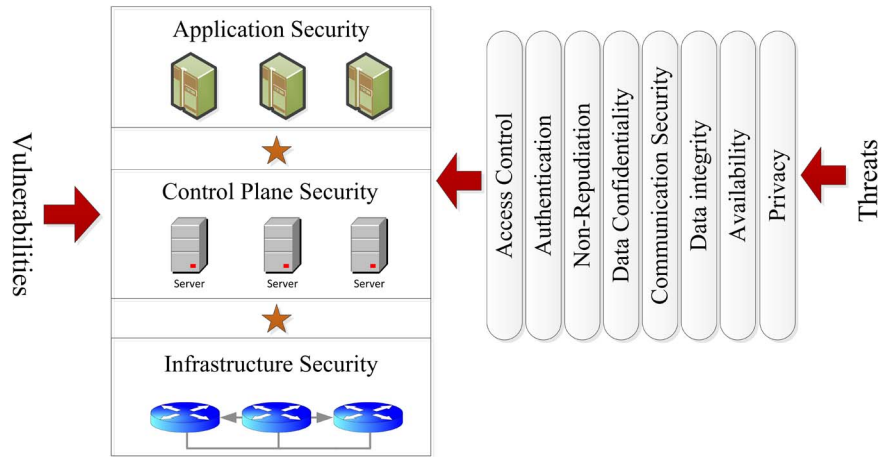 Vulnerabilities
Application Security
Control Plane Security
Server
Server
Server
Infrastructure Security
Access Control
Authentication
Non-Repudiation
Data Confidentiality
Communication Security
Data integrity
Availability
Privacy
Threats